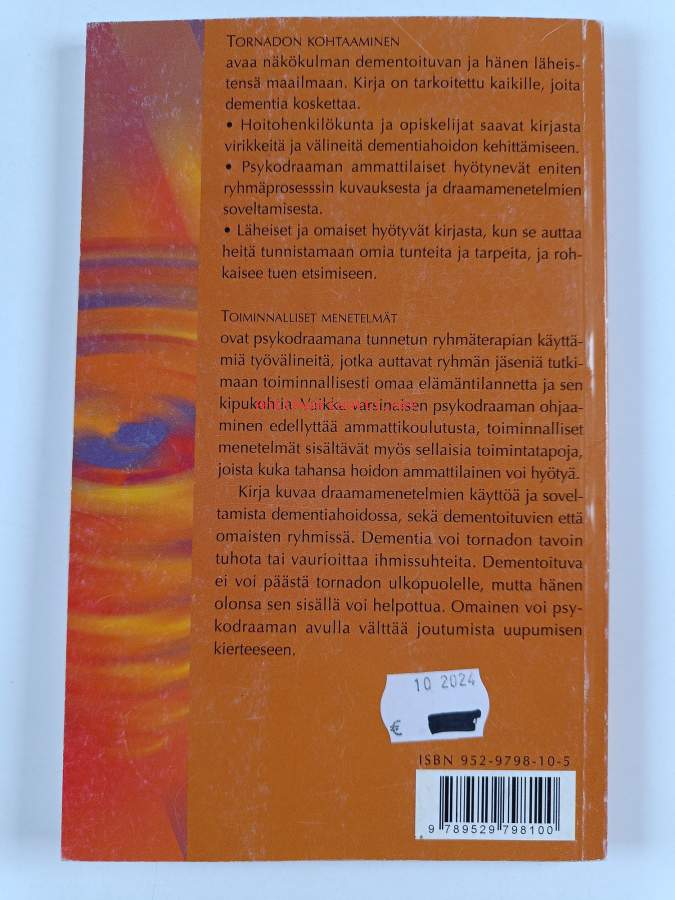 TORNADON KOHTAAMINEN
avaa näkökulman dementoituvan ja hänen läheis-
tensä maailmaan. Kirja on tarkoitettu kaikille, joita
dementia koskettaa.
• Hoitohenkilökunta ja opiskelijat saavat kirjasta
virikkeitä ja välineitä dementiahoidon kehittämiseen.
• Psykodraaman ammattilaiset hyötynevät eniten
ryhmäprosesssin kuvauksesta ja draamamenetelmien
soveltamisesta.
• Läheiset ja omaiset hyötyvät kirjasta, kun se auttaa
heitä tunnistamaan omia tunteita ja tarpeita, ja roh-
kaisee tuen etsimiseen.
TOIMINNALLISET MENETELMÄT
ovat psykodraamana tunnetun ryhmäterapian käyttä-
miä työvälineitä, jotka auttavat ryhmän jäseniä tutki-
maan toiminnallisesti omaa elämäntilannetta ja sen
kipukohtia. Vaikka varsinaisen psykodraaman ohjaa-
minen edellyttää ammattikoulutusta, toiminnalliset
menetelmät sisältävät myös sellaisia toimintatapoja,
joista kuka tahansa hoidon ammattilainen voi hyötyä.
Kirja kuvaa draamamenetelmien käyttöä ja sovel-
tamista dementiahoidossa, sekä dementoituvien että
omaisten ryhmissä. Dementia voi tornadon tavoin
tuhota tai vaurioittaa ihmissuhteita. Dementoituva
ei voi päästä tornadon ulkopuolelle, mutta hänen
olonsa sen sisällä voi helpottua. Omainen voi psy-
kodraaman avulla välttää joutumista uupumisen
kierteeseen.
10 2024
€
ISBN 952-9798-10-5
9 789529 798100